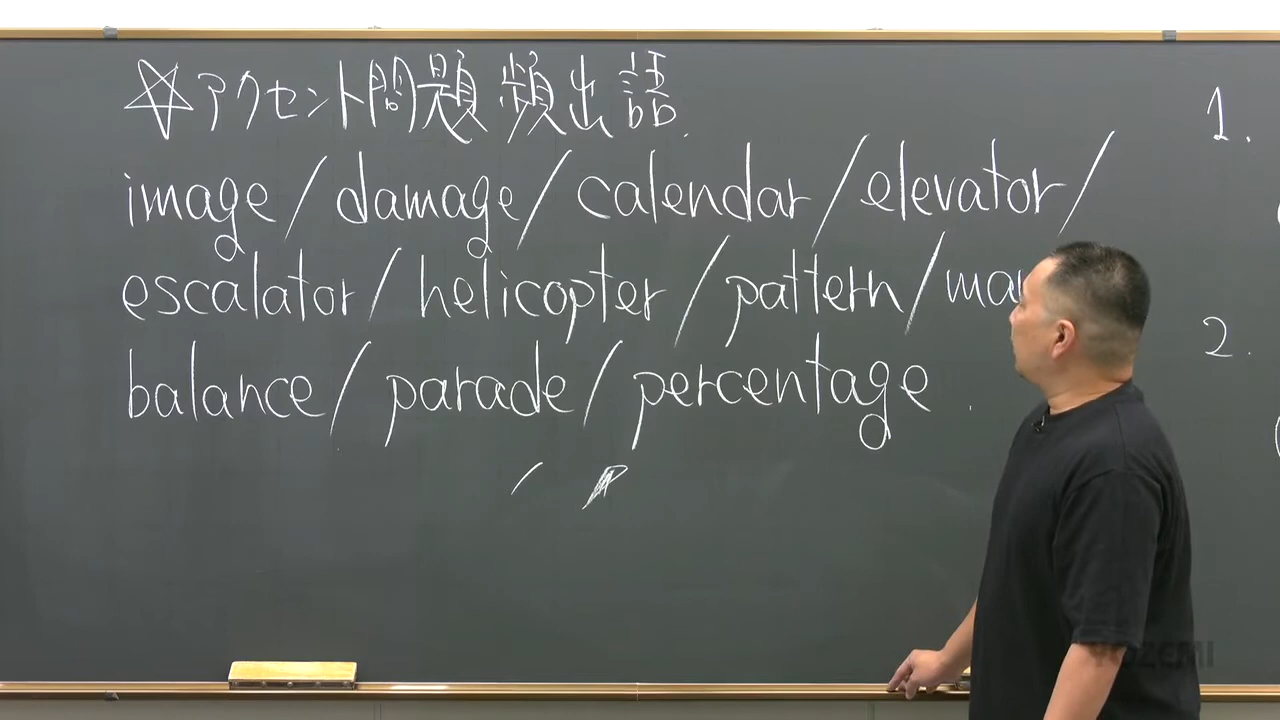 ☆アクセント問題 頻出語.
image / damage / calendar / elevator /
escalator / helicopter / pattern /
balance / parade / percentage.
1.
2.